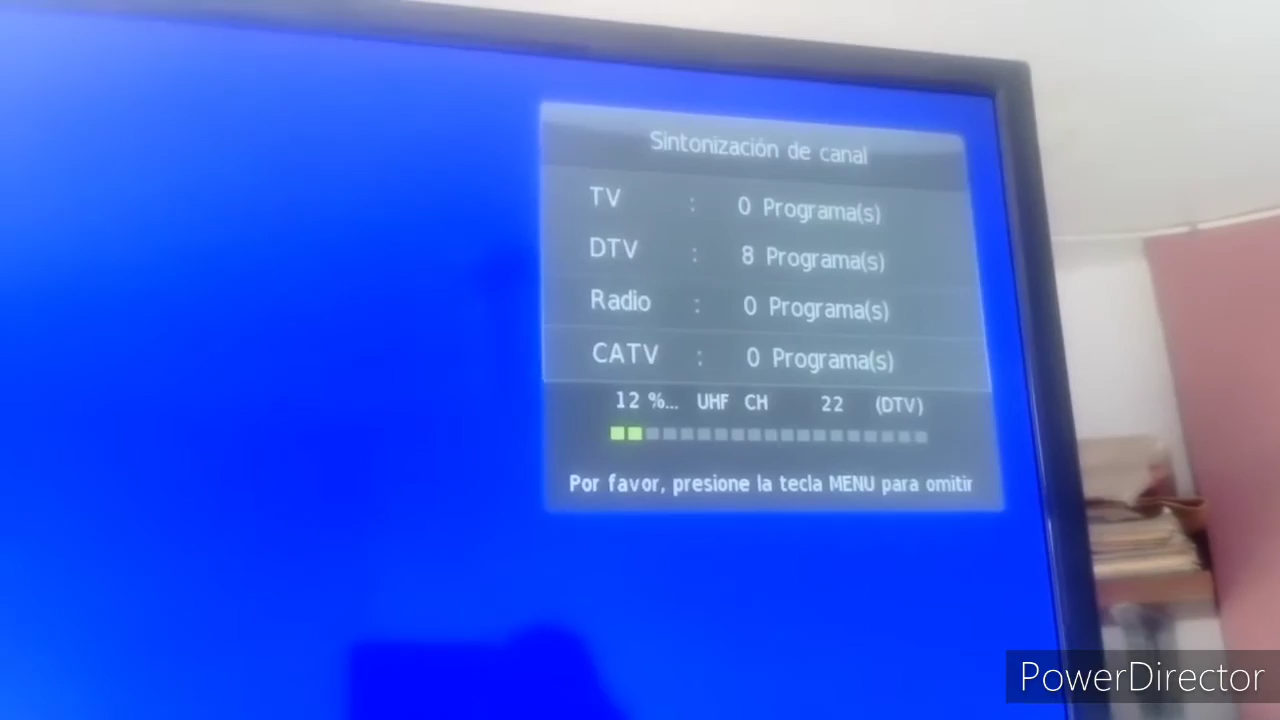 Sintonización de canal
TV : 0 Programa(s)
DTV : 8 Programa(s)
Radio : 0 Programa(s)
CATV : 0 Programa(s)
12 %... UHF CH 22 (DTV)
Por favor, presione la tecla MENU para omitir
PowerDirector